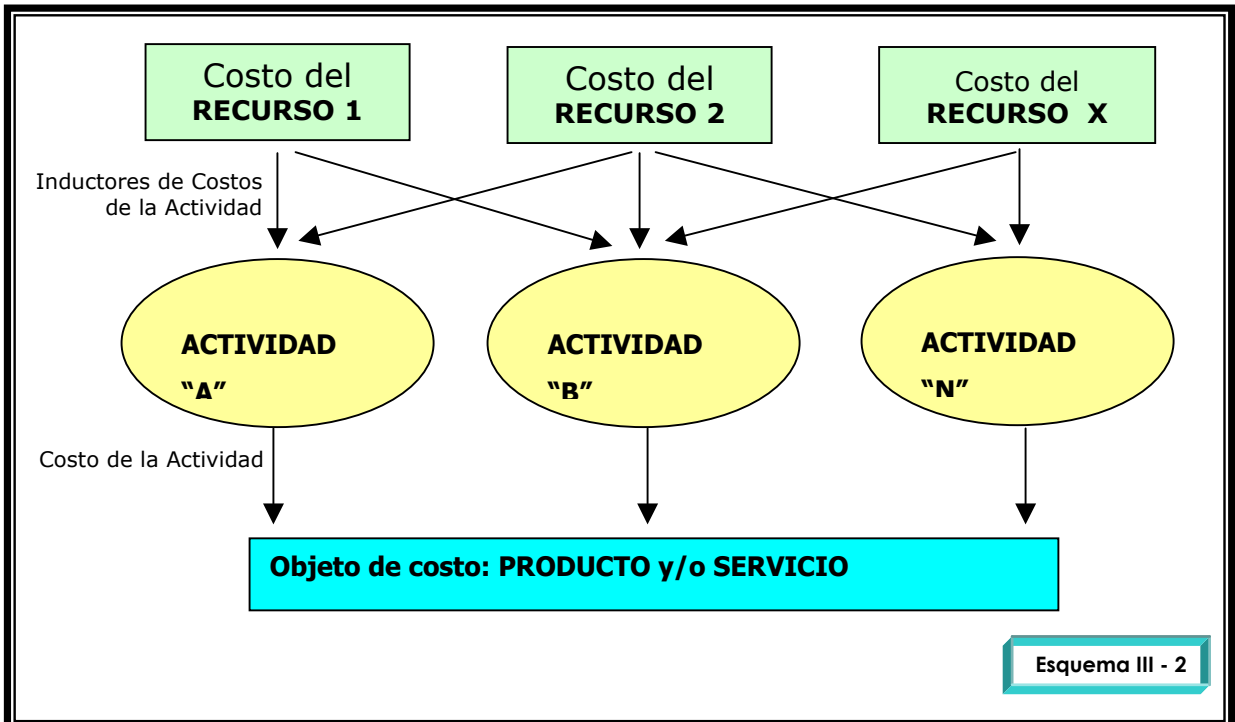 Costo del
RECURSO 1
Costo del
RECURSO 2
Costo del
RECURSO X
Inductores de Costos
de la Actividad
ACTIVIDAD
“A”
ACTIVIDAD
“B”
ACTIVIDAD
“N”
Costo de la Actividad
Objeto de costo: PRODUCTO y/o SERVICIO
Esquema III - 2